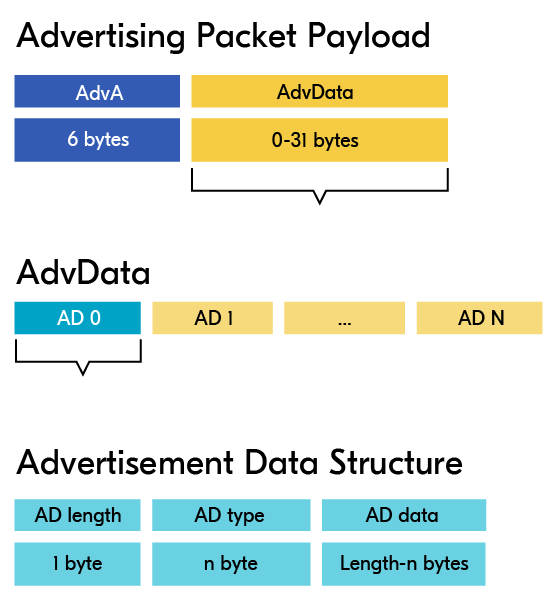 Advertising Packet Payload
AdvA AdvData
6 bytes 0-31 bytes
AdvData
AD 0 AD 1 ... AD N
Advertisement Data Structure
AD length AD type AD data
1 byte n byte Length-n bytes